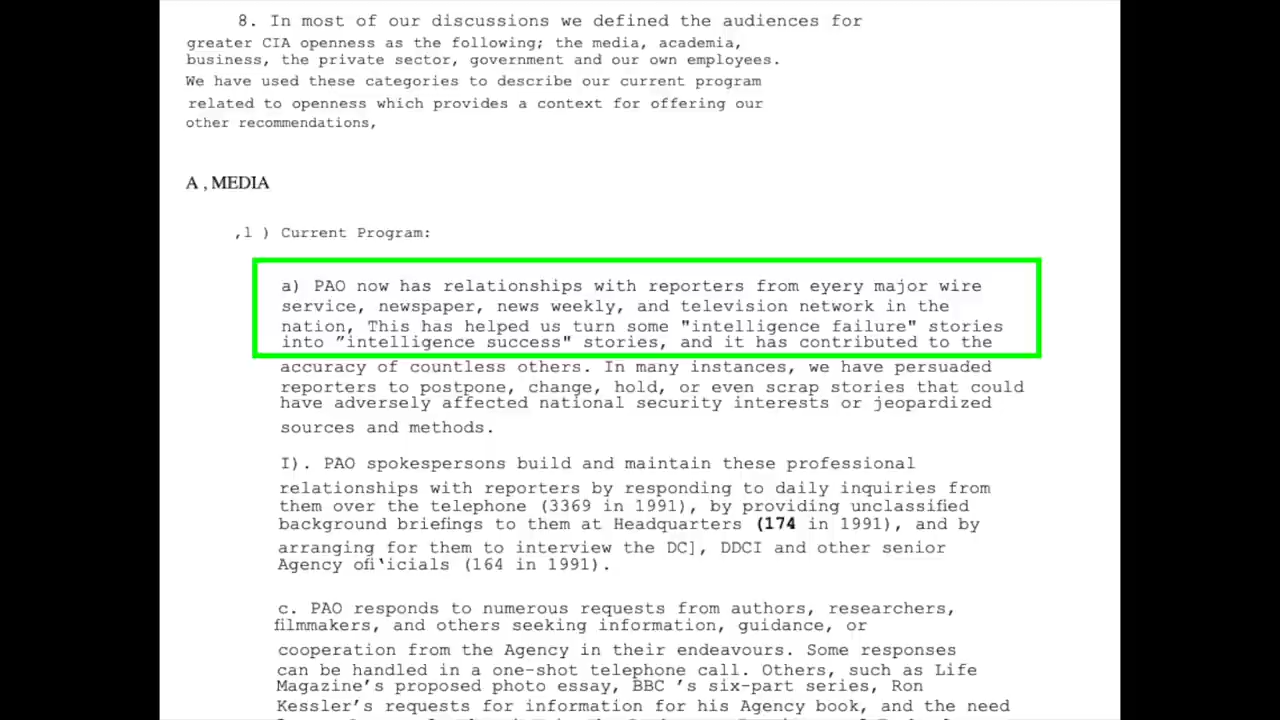 8. In most of our discussions we defined the audiences for
greater CIA openness as the following; the media, academia,
business, the private sector, government and our own employees.
We have used these categories to describe our current program
related to openness which provides a context for offering our
other recommendations,
A , MEDIA
,l ) Current Program:
a) PAO now has relationships with reporters from eyery major wire
service, newspaper, news weekly, and television network in the
nation, This has helped us turn some "intelligence failure" stories
into ”intelligence success" stories, and it has contributed to the
accuracy of countless others. In many instances, we have persuaded
reporters to postpone, change, hold, or even scrap stories that could
have adversely affected national security interests or jeopardized
sources and methods.
I). PAO spokespersons build and maintain these professional
relationships with reporters by responding to daily inquiries from
them over the telephone (3369 in 1991), by providing unclassified
background briefings to them at Headquarters (174 in 1991), and by
arranging for them to interview the DC], DDCI and other senior
Agency ofi‘icials (164 in 1991).
c. PAO responds to numerous requests from authors, researchers,
filmmakers, and others seeking information, guidance, or
cooperation from the Agency in their endeavours. Some responses
can be handled in a one-shot telephone call. Others, such as Life
Magazine’s proposed photo essay, BBC ’s six-part series, Ron
Kessler’s requests for information for his Agency book, and the need